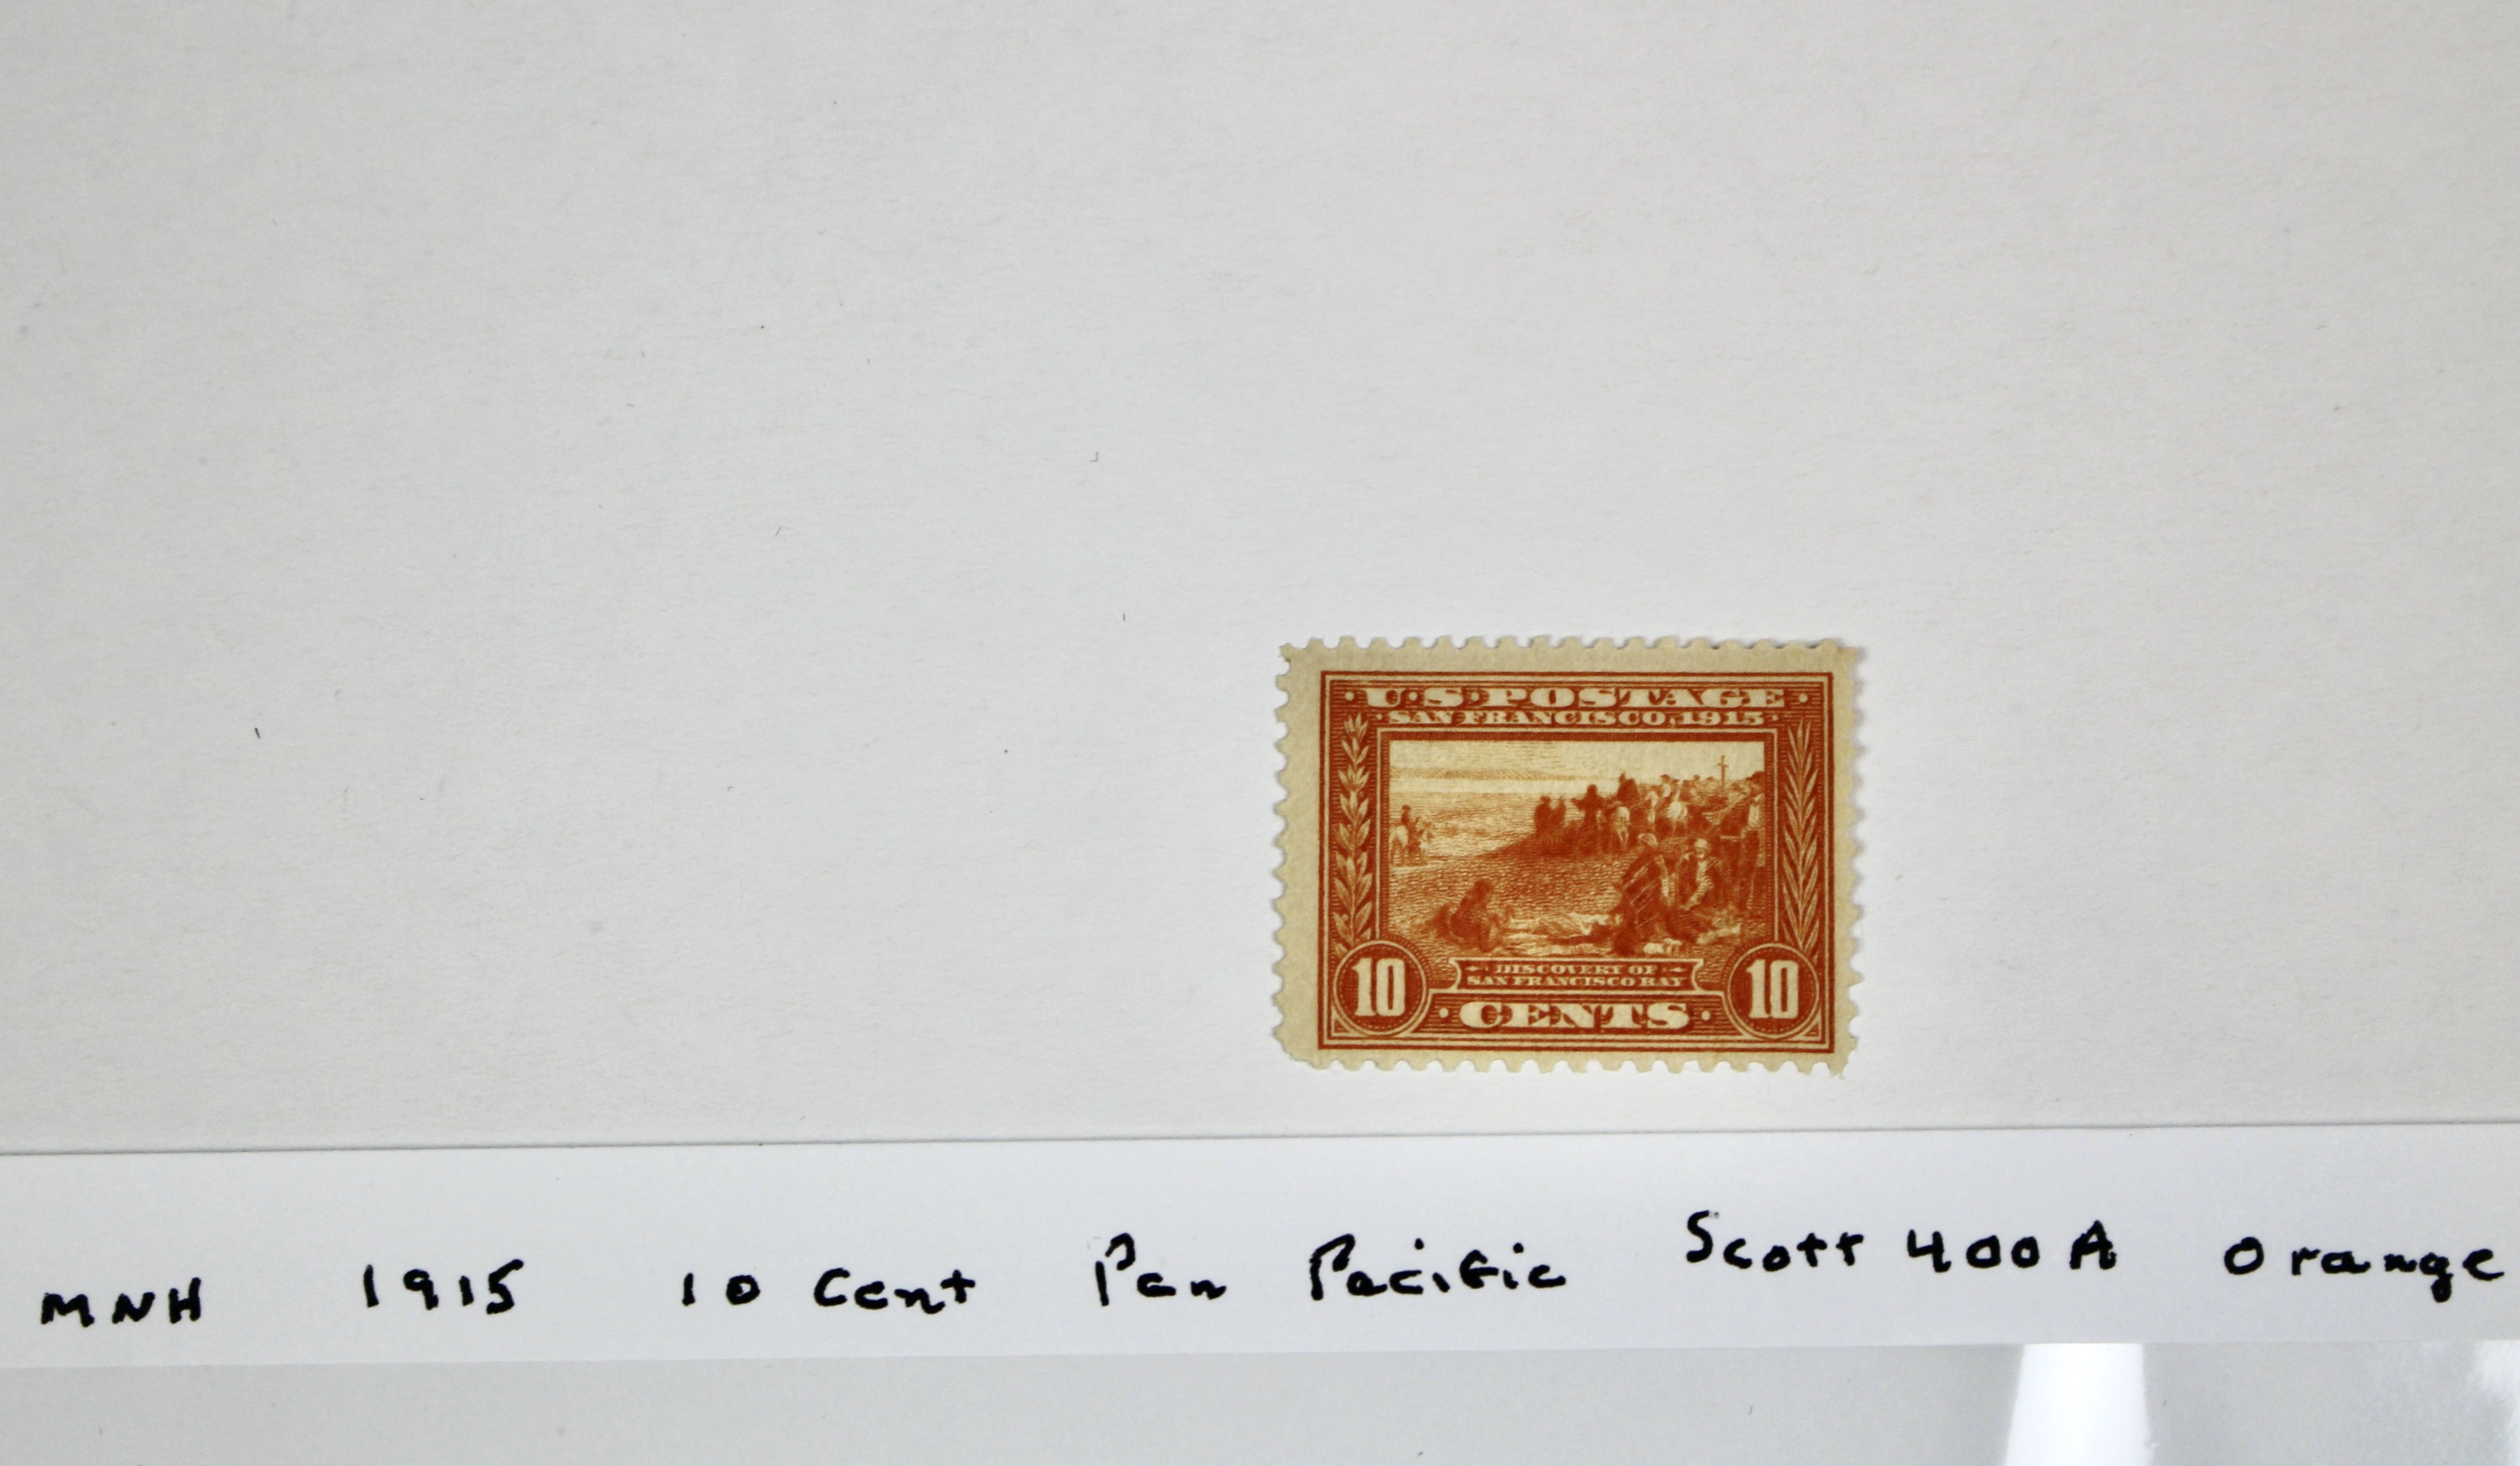 U·S·POSTAGE
SAN FRANCISCO, 1915
10 DISCOVERY OF 10
SAN FRANCISCO BAY
CENTS
MNH 1915 10 Cent Pan Pacific Scott 400 A Orange